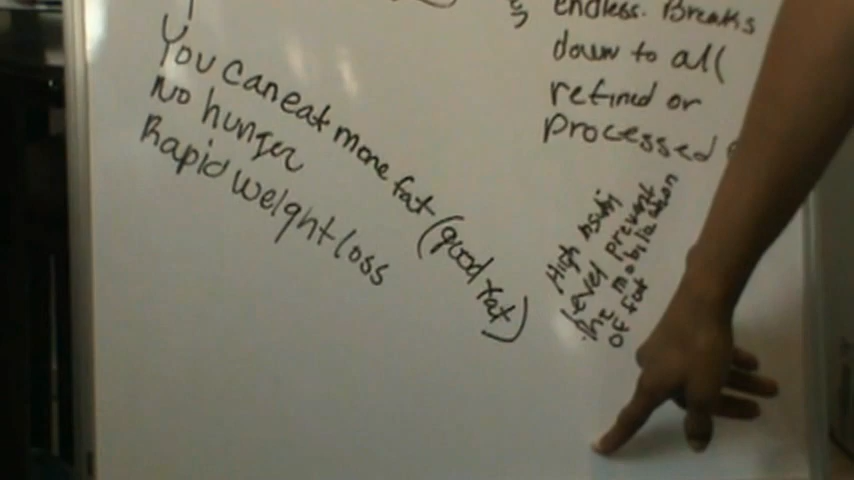 You can eat more fat (good fat)
No hunger
Rapid weight loss
endless. Breaks
down to all
refined or
processed
High insulin
level prevent
the mobilization
of fat